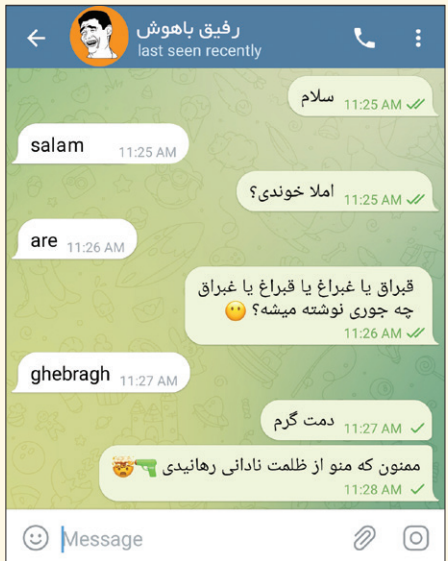 رفیق باهوش
last seen recently
سلام 11:25 AM
salam 11:25 AM
املا خوندی؟ 11:25 AM
are 11:26 AM
قبراق یا غبراغ یا قبراغ یا غبراق
چه جوری نوشته میشه؟ 😶
11:26 AM
ghebragh 11:27 AM
دمت گرم 11:27 AM
ممنون که منو از ظلمت نادانی رهانیدی 🔫🤯
11:28 AM
Message